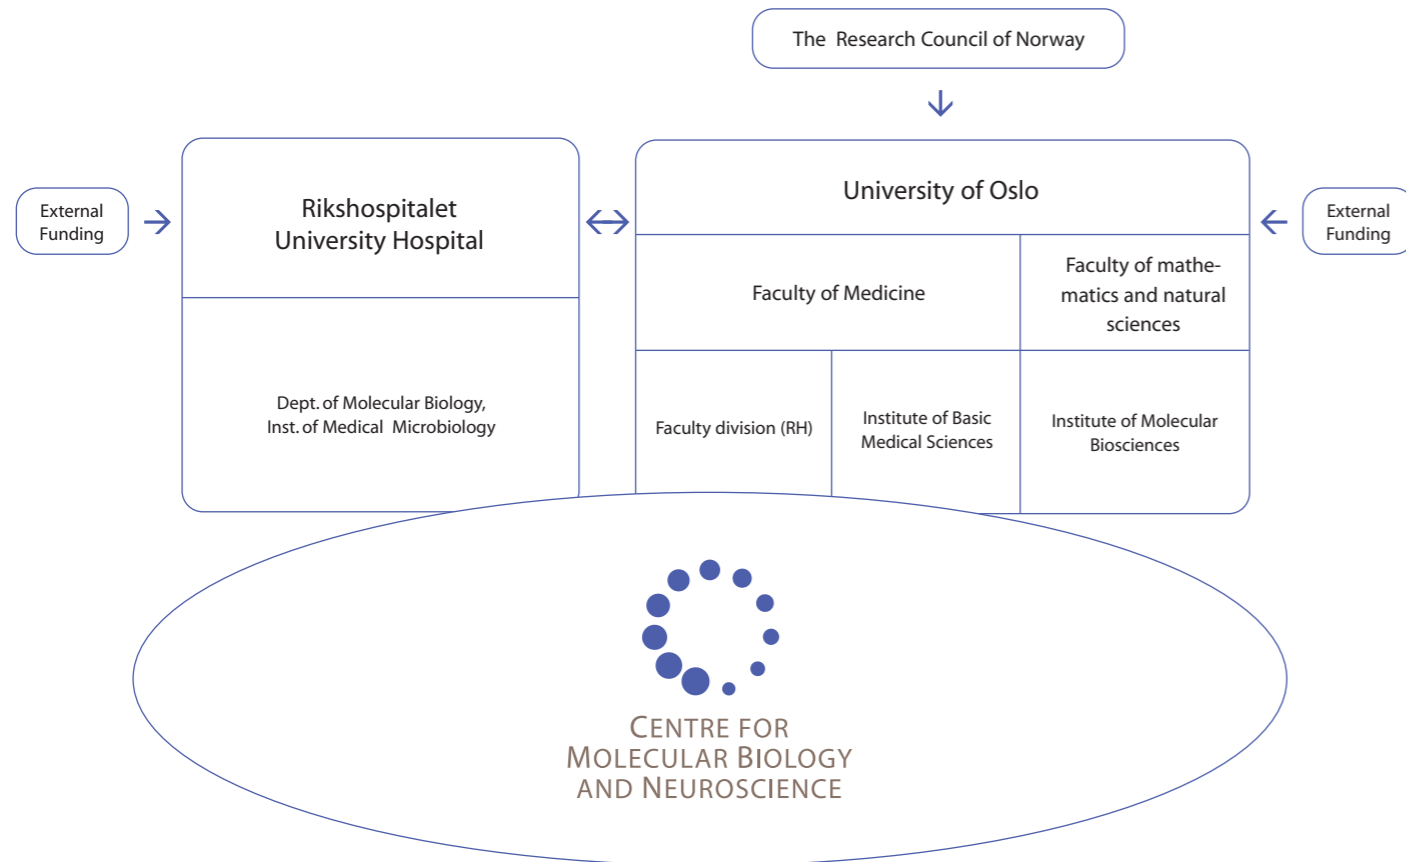 The Research Council of Norway
External
Funding
Rikshospitalet
University Hospital
University of Oslo
External
Funding
Faculty of Medicine
Faculty of mathe-
matics and natural
sciences
Dept. of Molecular Biology,
Inst. of Medical Microbiology
Faculty division (RH)
Institute of Basic
Medical Sciences
Institute of Molecular
Biosciences
CENTRE FOR
MOLECULAR BIOLOGY
AND NEUROSCIENCE